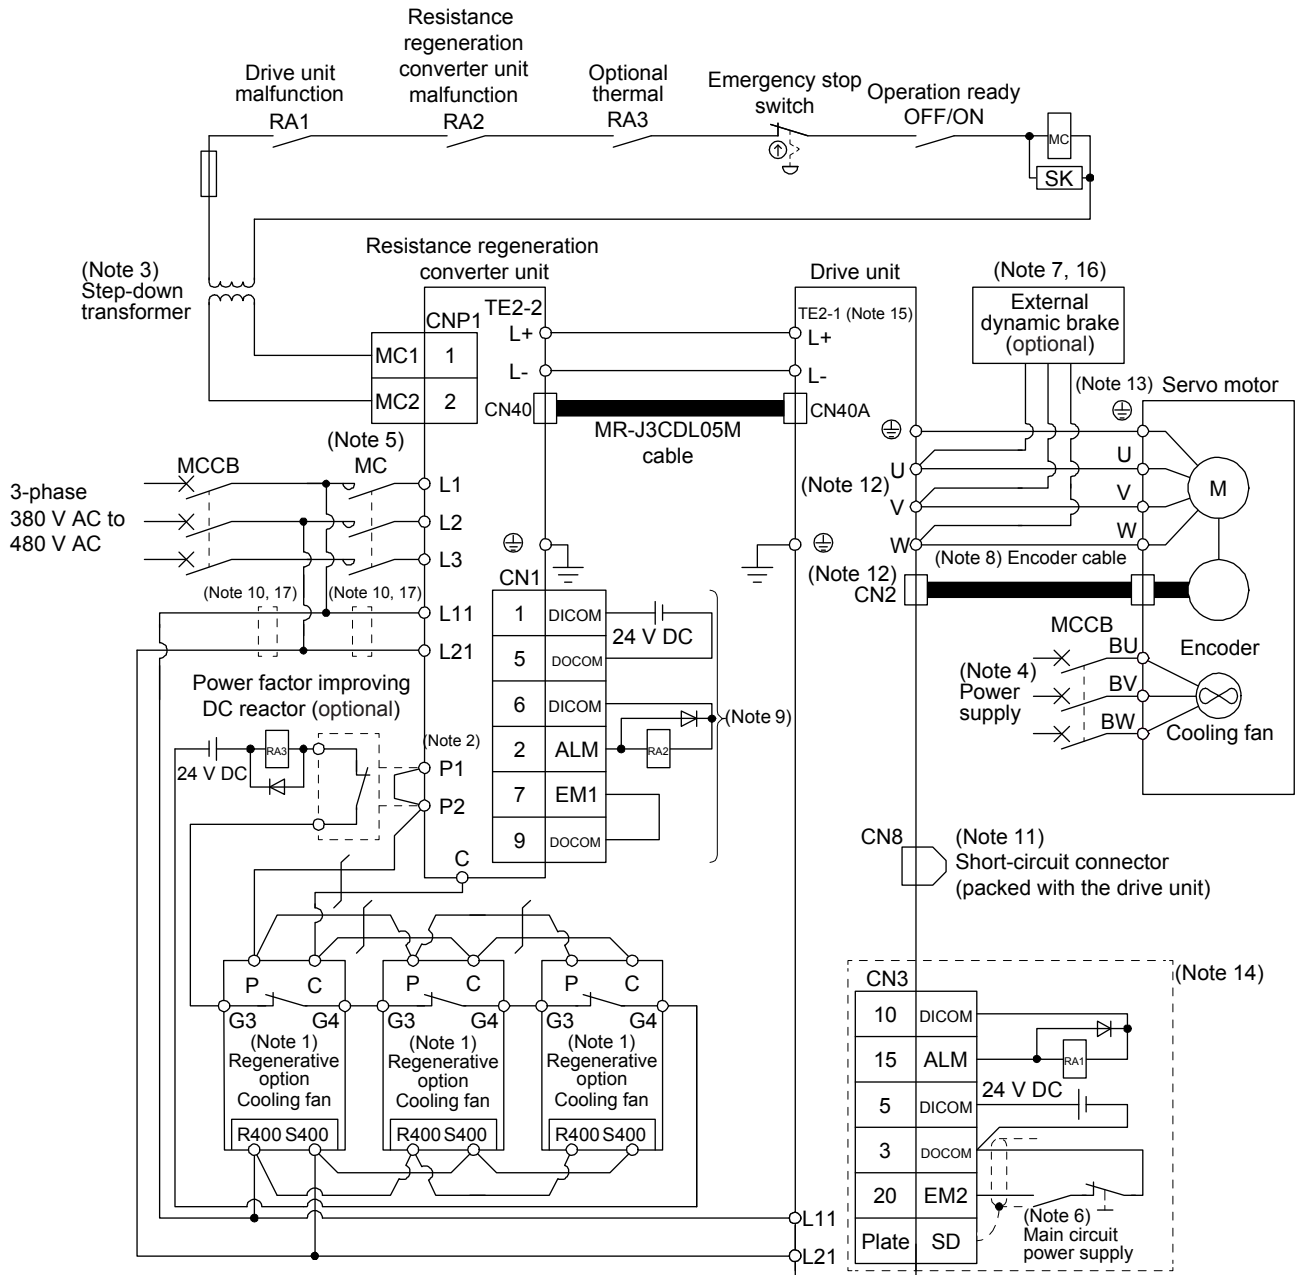 Resistance
regeneration
converter unit
malfunction
RA2
Drive unit
malfunction
RA1
Optional
thermal
RA3
Emergency stop
switch
Operation ready
OFF/ON
MC
SK
(Note 3)
Step-down
transformer
Resistance regeneration
converter unit
CNP1
MC1 1
MC2 2
TE2-2
L+
L-
CN40
MR-J3CDL05M
cable
Drive unit
TE2-1 (Note 15)
L+
L-
CN40A
(Note 7, 16)
External
dynamic brake
(optional)
(Note 13) Servo motor
U
V
W
(Note 12)
U
V
W
M
(Note 8) Encoder cable
(Note 12)
CN2
Encoder
MCCB
(Note 4)
Power
supply
BU
BV
BW
Cooling fan
(Note 5)
MCCB
MC
3-phase
380 V AC to
480 V AC
L1
L2
L3
(Note 10, 17)
(Note 10, 17)
L11
L21
CN1
1 DICOM
5 DOCOM
6 DICOM
2 ALM
7 EM1
9 DOCOM
24 V DC
RA2
(Note 9)
Power factor improving
DC reactor (optional)
(Note 2)
24 V DC
RA3
P1
P2
C
CN8
(Note 11)
Short-circuit connector
(packed with the drive unit)
P C
G3 G4
(Note 1)
Regenerative
option
Cooling fan
R400 S400
P C
G3 G4
(Note 1)
Regenerative
option
Cooling fan
R400 S400
P C
G3 G4
(Note 1)
Regenerative
option
Cooling fan
R400 S400
L11
L21
(Note 14)
CN3
10 DICOM
15 ALM
5 DICOM
3 DOCOM
20 EM2
Plate SD
RA1
24 V DC
(Note 6)
Main circuit
power supply